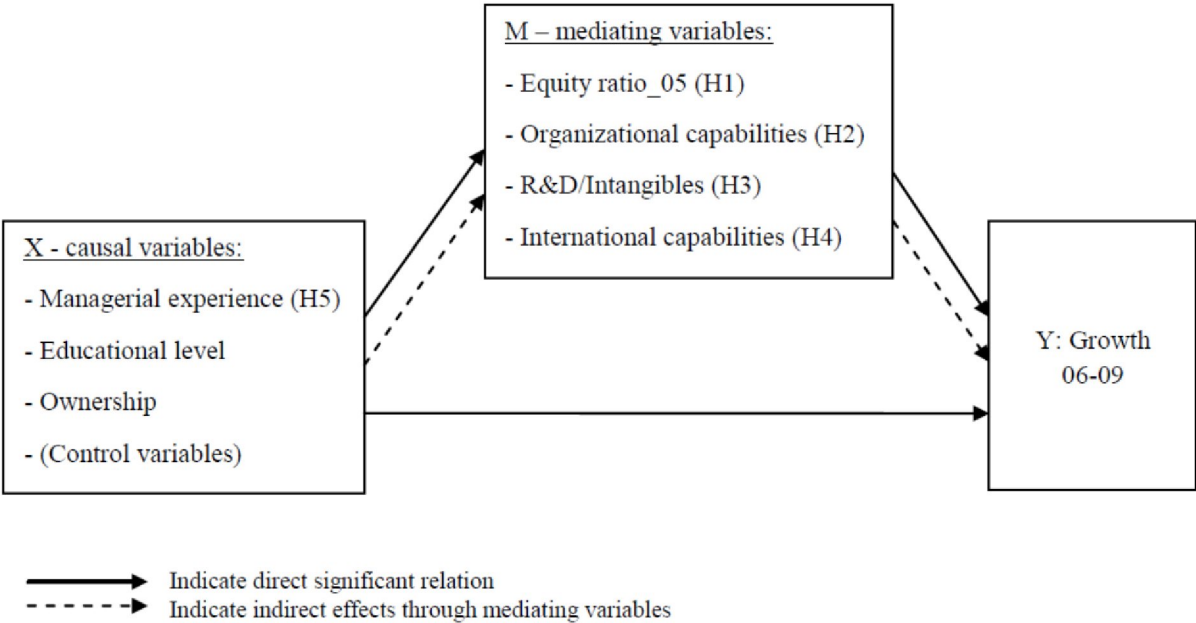 M – mediating variables:
- Equity ratio_05 (H1)
- Organizational capabilities (H2)
- R&D/Intangibles (H3)
- International capabilities (H4)
X - causal variables:
- Managerial experience (H5)
- Educational level
- Ownership
- (Control variables)
Y: Growth
06-09
Indicate direct significant relation
Indicate indirect effects through mediating variables